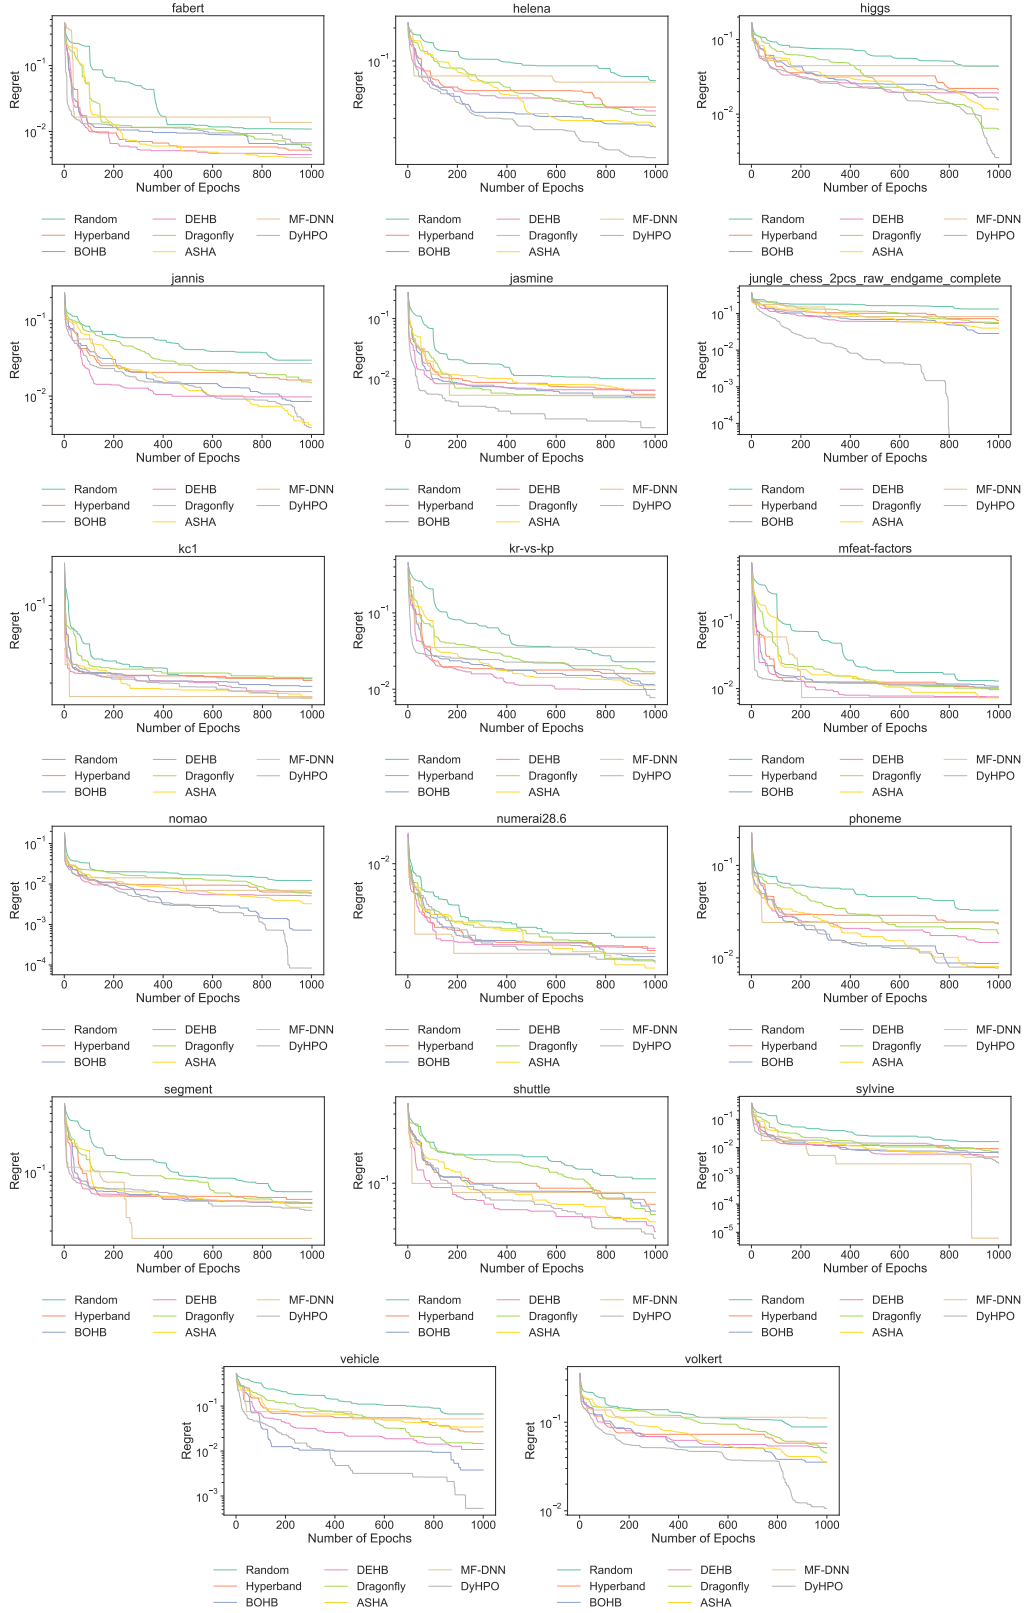 fabert helena higgs
Regret 10⁻¹ 10⁻² Regret 10⁻¹ Regret 10⁻¹ 10⁻²
0 200 400 600 800 1000 0 200 400 600 800 1000 0 200 400 600 800 1000
Number of Epochs Number of Epochs Number of Epochs
Random DEHB MF-DNN Random DEHB MF-DNN Random DEHB MF-DNN
Hyperband Dragonfly DyHPO Hyperband Dragonfly DyHPO Hyperband Dragonfly DyHPO
BOHB ASHA BOHB ASHA BOHB ASHA
jannis jasmine jungle_chess_2pcs_raw_endgame_complete
Regret 10⁻¹ 10⁻² Regret 10⁻¹ 10⁻² Regret 10⁻¹ 10⁻² 10⁻³ 10⁻⁴
0 200 400 600 800 1000 0 200 400 600 800 1000 0 200 400 600 800 1000
Number of Epochs Number of Epochs Number of Epochs
Random DEHB MF-DNN Random DEHB MF-DNN Random DEHB MF-DNN
Hyperband Dragonfly DyHPO Hyperband Dragonfly DyHPO Hyperband Dragonfly DyHPO
BOHB ASHA BOHB ASHA BOHB ASHA
kc1 kr-vs-kp mfeat-factors
Regret 10⁻¹ Regret 10⁻¹ 10⁻² Regret 10⁻¹ 10⁻²
0 200 400 600 800 1000 0 200 400 600 800 1000 0 200 400 600 800 1000
Number of Epochs Number of Epochs Number of Epochs
Random DEHB MF-DNN Random DEHB MF-DNN Random DEHB MF-DNN
Hyperband Dragonfly DyHPO Hyperband Dragonfly DyHPO Hyperband Dragonfly DyHPO
BOHB ASHA BOHB ASHA BOHB ASHA
nomao numerai28.6 phoneme
Regret 10⁻¹ 10⁻² 10⁻³ 10⁻⁴ Regret 10⁻² Regret 10⁻¹ 10⁻²
0 200 400 600 800 1000 0 200 400 600 800 1000 0 200 400 600 800 1000
Number of Epochs Number of Epochs Number of Epochs
Random DEHB MF-DNN Random DEHB MF-DNN Random DEHB MF-DNN
Hyperband Dragonfly DyHPO Hyperband Dragonfly DyHPO Hyperband Dragonfly DyHPO
BOHB ASHA BOHB ASHA BOHB ASHA
segment shuttle sylvine
Regret 10⁻¹ Regret 10⁻¹ Regret 10⁻¹ 10⁻² 10⁻³ 10⁻⁴ 10⁻⁵
0 200 400 600 800 1000 0 200 400 600 800 1000 0 200 400 600 800 1000
Number of Epochs Number of Epochs Number of Epochs
Random DEHB MF-DNN Random DEHB MF-DNN Random DEHB MF-DNN
Hyperband Dragonfly DyHPO Hyperband Dragonfly DyHPO Hyperband Dragonfly DyHPO
BOHB ASHA BOHB ASHA BOHB ASHA
vehicle volkert
Regret 10⁻¹ 10⁻² 10⁻³ Regret 10⁻¹ 10⁻²
0 200 400 600 800 1000 0 200 400 600 800 1000
Number of Epochs Number of Epochs
Random DEHB MF-DNN Random DEHB MF-DNN
Hyperband Dragonfly DyHPO Hyperband Dragonfly DyHPO
BOHB ASHA BOHB ASHA